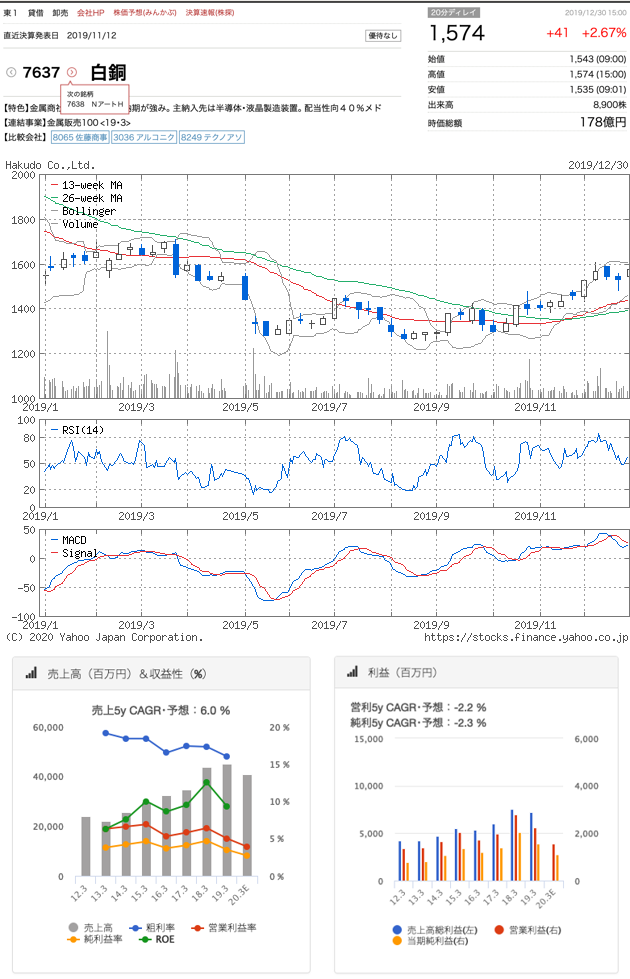 東１ 貸借 卸売 会社HP 株価予想(みんかぶ) 決算速報(株探)
直近決算発表日 2019/11/12 優待なし
7637 白銅
次の銘柄
7638 NアートH
【特色】金属商社
納期が強み。主納入先は半導体・液晶製造装置。配当性向４０％メド
【連結事業】金属販売100 <19・3>
【比較会社】 8065 佐藤商事 3036 アルコニクス 8249 テクノアソ
20分ディレイ 2019/12/30 15:00
1,574 +41 +2.67%
始値 1,543 (09:00)
高値 1,574 (15:00)
安値 1,535 (09:01)
出来高 8,900株
時価総額 178億円
Hakudo Co.,Ltd. 2019/12/30
13-week MA
26-week MA
Bollinger
Volume
2000
1800
1600
1400
1200
1000
2019/1 2019/3 2019/5 2019/7 2019/9 2019/11
RSI(14)
100
80
50
20
0
2019/1 2019/3 2019/5 2019/7 2019/9 2019/11
MACD
Signal
50
0
-50
-100
2019/1 2019/3 2019/5 2019/7 2019/9 2019/11
(C) 2020 Yahoo Japan Corporation. https://stocks.finance.yahoo.co.jp
売上高（百万円）＆収益性（%）
売上5y CAGR・予想：6.0 %
60,000
40,000
20,000
0
20 %
15 %
10 %
5 %
0 %
12.3 13.3 14.3 15.3 16.3 17.3 18.3 19.3 20.3E
売上高 粗利率 営業利益率
純利益率 ROE
利益（百万円）
営利5y CAGR・予想：-2.2 %
純利5y CAGR・予想：-2.3 %
15,000
10,000
5,000
0
6,000
4,000
2,000
0
12.3 13.3 14.3 15.3 16.3 17.3 18.3 19.3 20.3E
売上高総利益(左) 営業利益(右)
当期純利益(右)